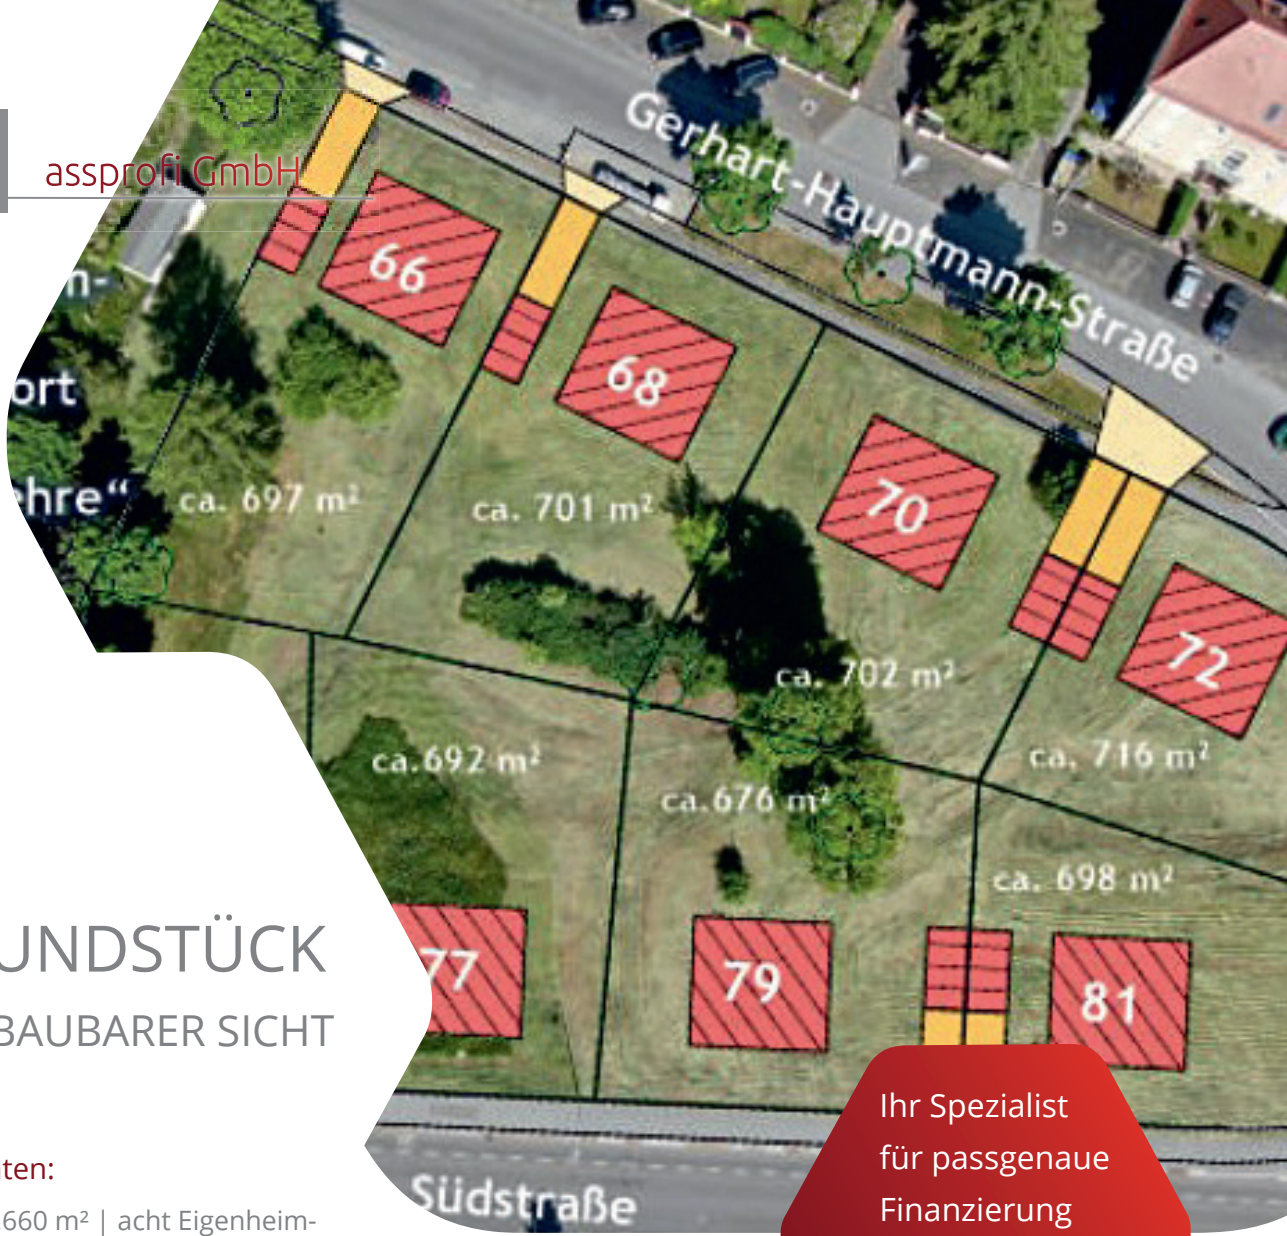 assprofi GmbH
Gerhart-Hauptmann-Straße
66
n-
68
ort
70
ehre“
ca. 697 m²
ca. 701 m²
72
ca. 702 m²
ca. 716 m²
ca.692 m²
ca.676 m²
ca. 698 m²
UNDSTÜCK
BAUBARER SICHT
77
79
81
ten:
660 m² | acht Eigenheim-
Südstraße
Ihr Spezialist
für passgenaue
Finanzierung